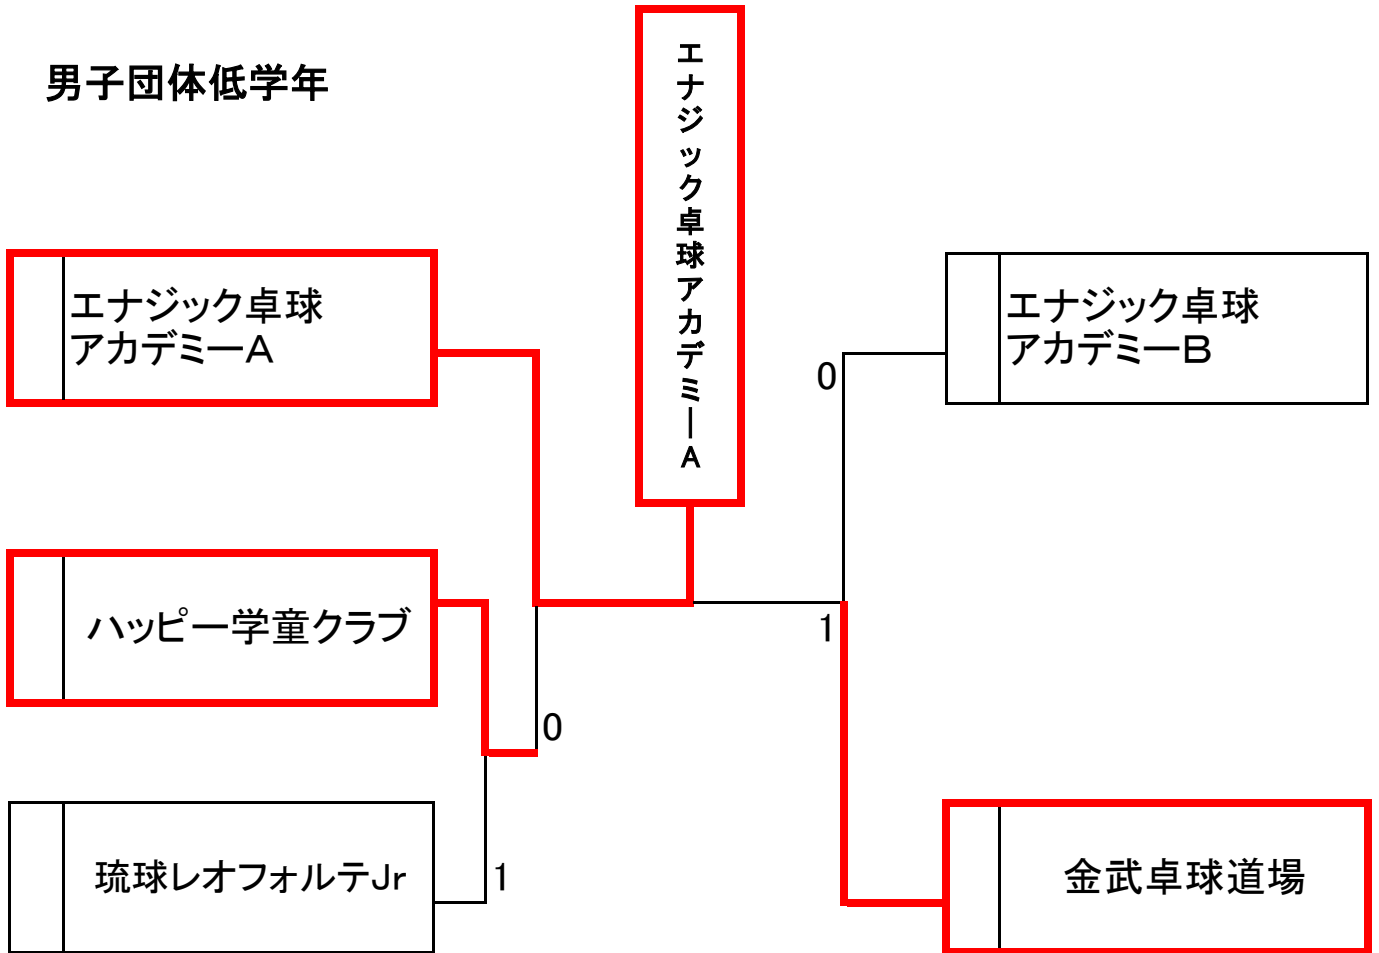 男子団体低学年
エナジック卓球アカデミーA
エナジック卓球
アカデミーA
ハッピー学童クラブ
琉球レオフォルテJr
0
1
0
1
エナジック卓球
アカデミーB
金武卓球道場